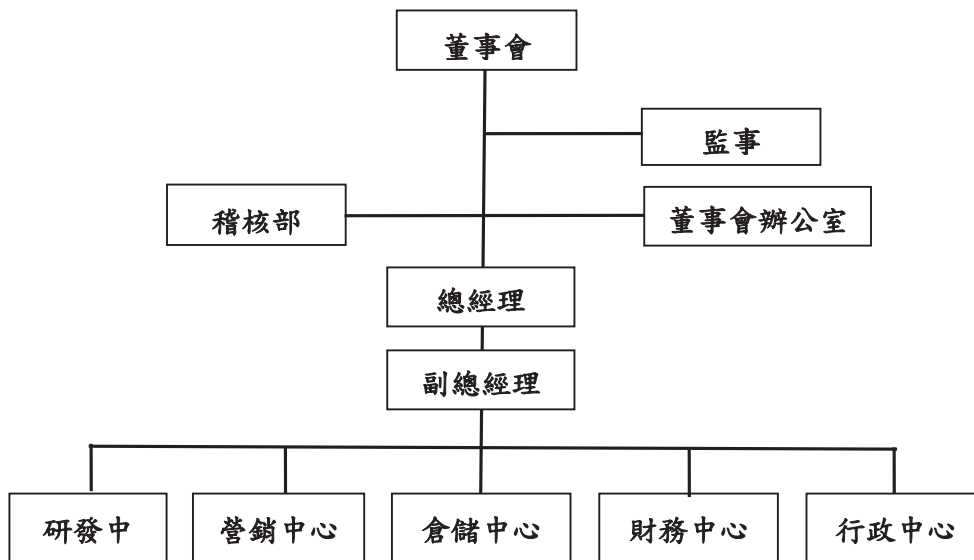 董事會
監事
稽核部
董事會辦公室
總經理
副總經理
研發中
營銷中心
倉儲中心
財務中心
行政中心